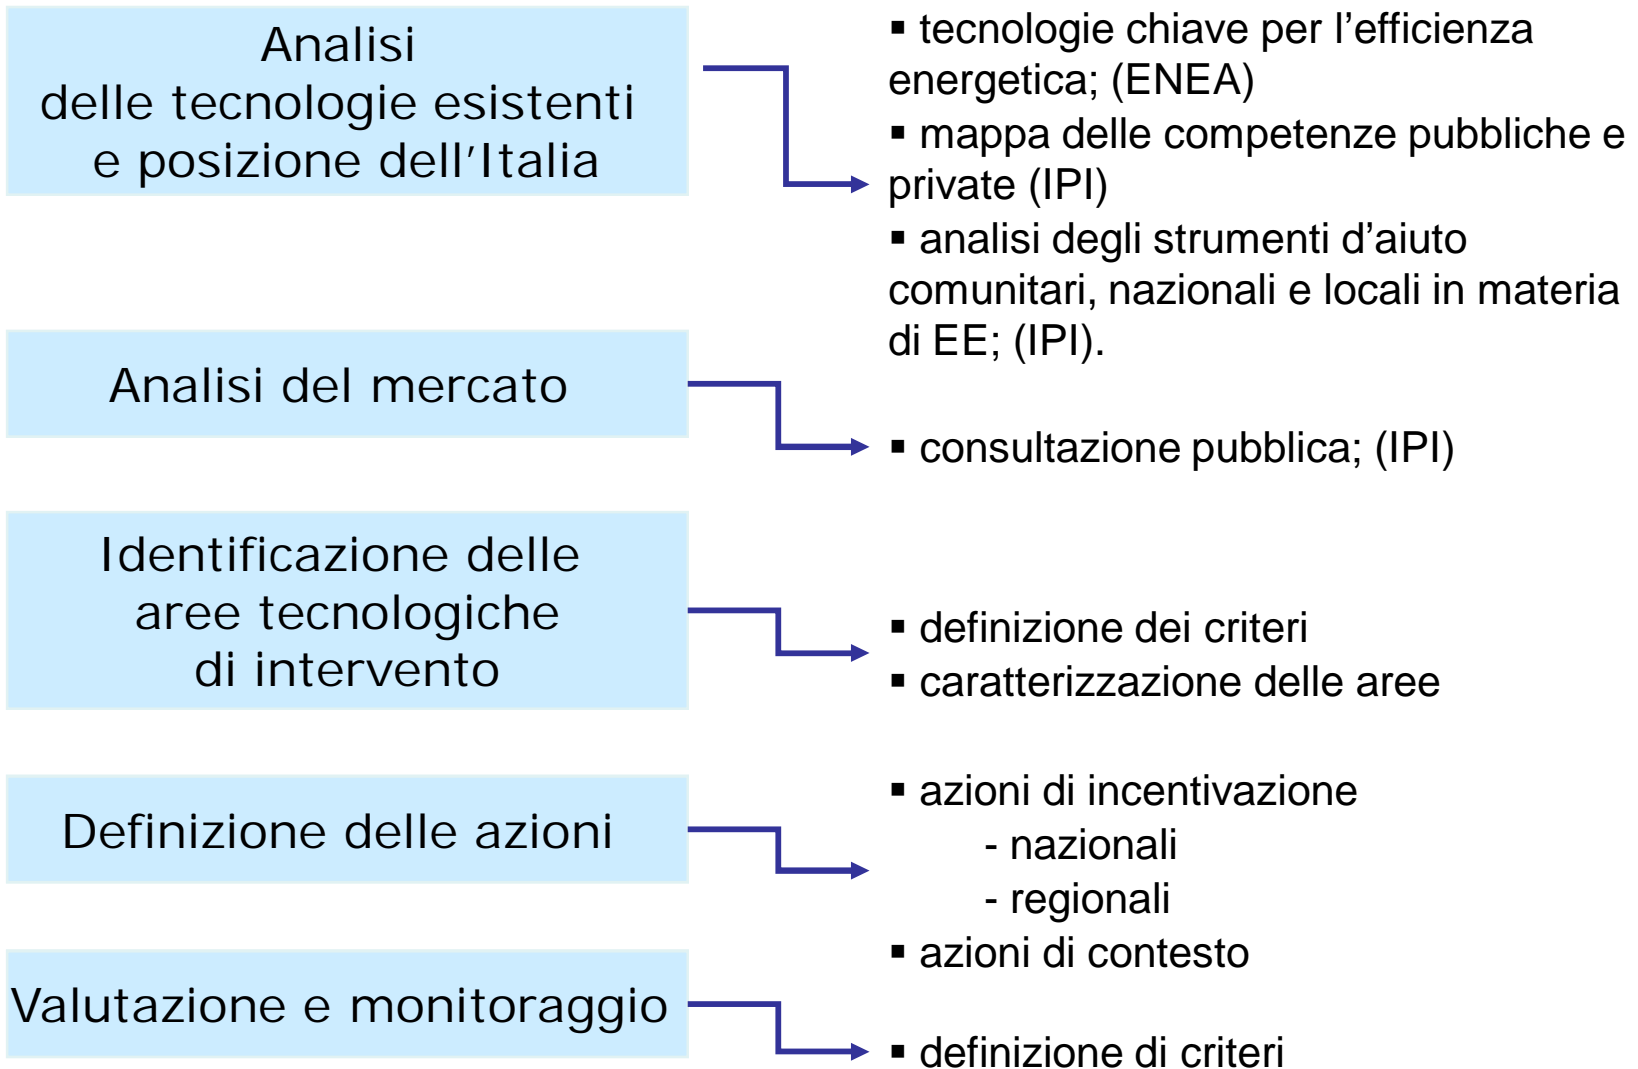 Analisi
delle tecnologie esistenti
e posizione dell'Italia
▪ tecnologie chiave per l’efficienza
energetica; (ENEA)
▪ mappa delle competenze pubbliche e
private (IPI)
▪ analisi degli strumenti d’aiuto
comunitari, nazionali e locali in materia
di EE; (IPI).
Analisi del mercato
▪ consultazione pubblica; (IPI)
Identificazione delle
aree tecnologiche
di intervento
▪ definizione dei criteri
▪ caratterizzazione delle aree
Definizione delle azioni
▪ azioni di incentivazione
- nazionali
- regionali
▪ azioni di contesto
Valutazione e monitoraggio
▪ definizione di criteri